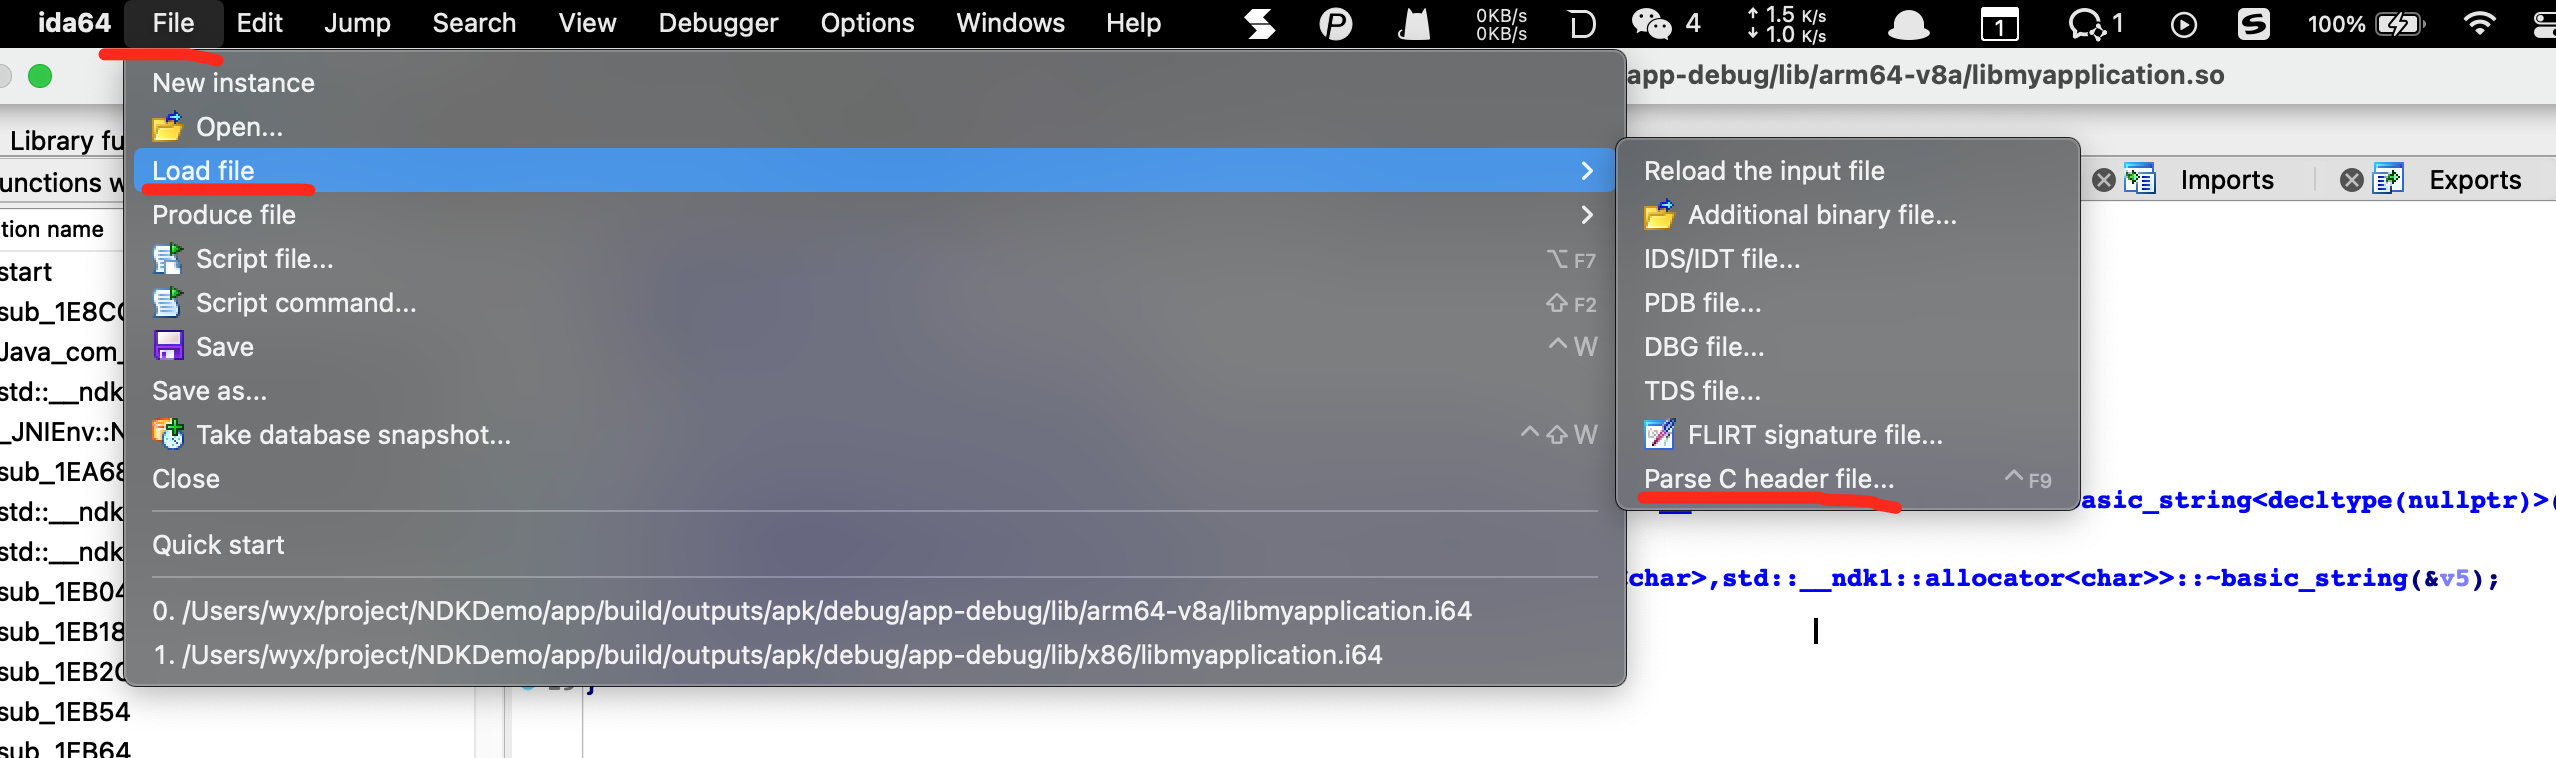 ida64 File Edit Jump Search View Debugger Options Windows Help 0KB/s 0KB/s 4 1.5 K/s 1.0 K/s 1 1 100%
app-debug/lib/arm64-v8a/libmyapplication.so
New instance
Open...
Library fu
Load file
Reload the input file
unctions w
Imports
Exports
Produce file
Additional binary file...
tion name
Script file... ⌥ F7
IDS/IDT file...
start
Script command... ⇧ F2
PDB file...
sub_1E8C
Save ^ W
DBG file...
Java_com_
Save as...
TDS file...
std::__ndk
Take database snapshot... ^ ⇧ W
FLIRT signature file...
_JNIEnv::N
Close
Parse C header file... ^ F9
sub_1EA68
asic_string<decltype(nullptr)>(
std::__ndk
Quick start
std::__ndk
char>,std::__ndk1::allocator<char>>::~basic_string(&v5);
sub_1EB04
0. /Users/wyx/project/NDKDemo/app/build/outputs/apk/debug/app-debug/lib/arm64-v8a/libmyapplication.i64
sub_1EB18
1. /Users/wyx/project/NDKDemo/app/build/outputs/apk/debug/app-debug/lib/x86/libmyapplication.i64
sub_1EB2C
sub_1EB54
sub_1EB64